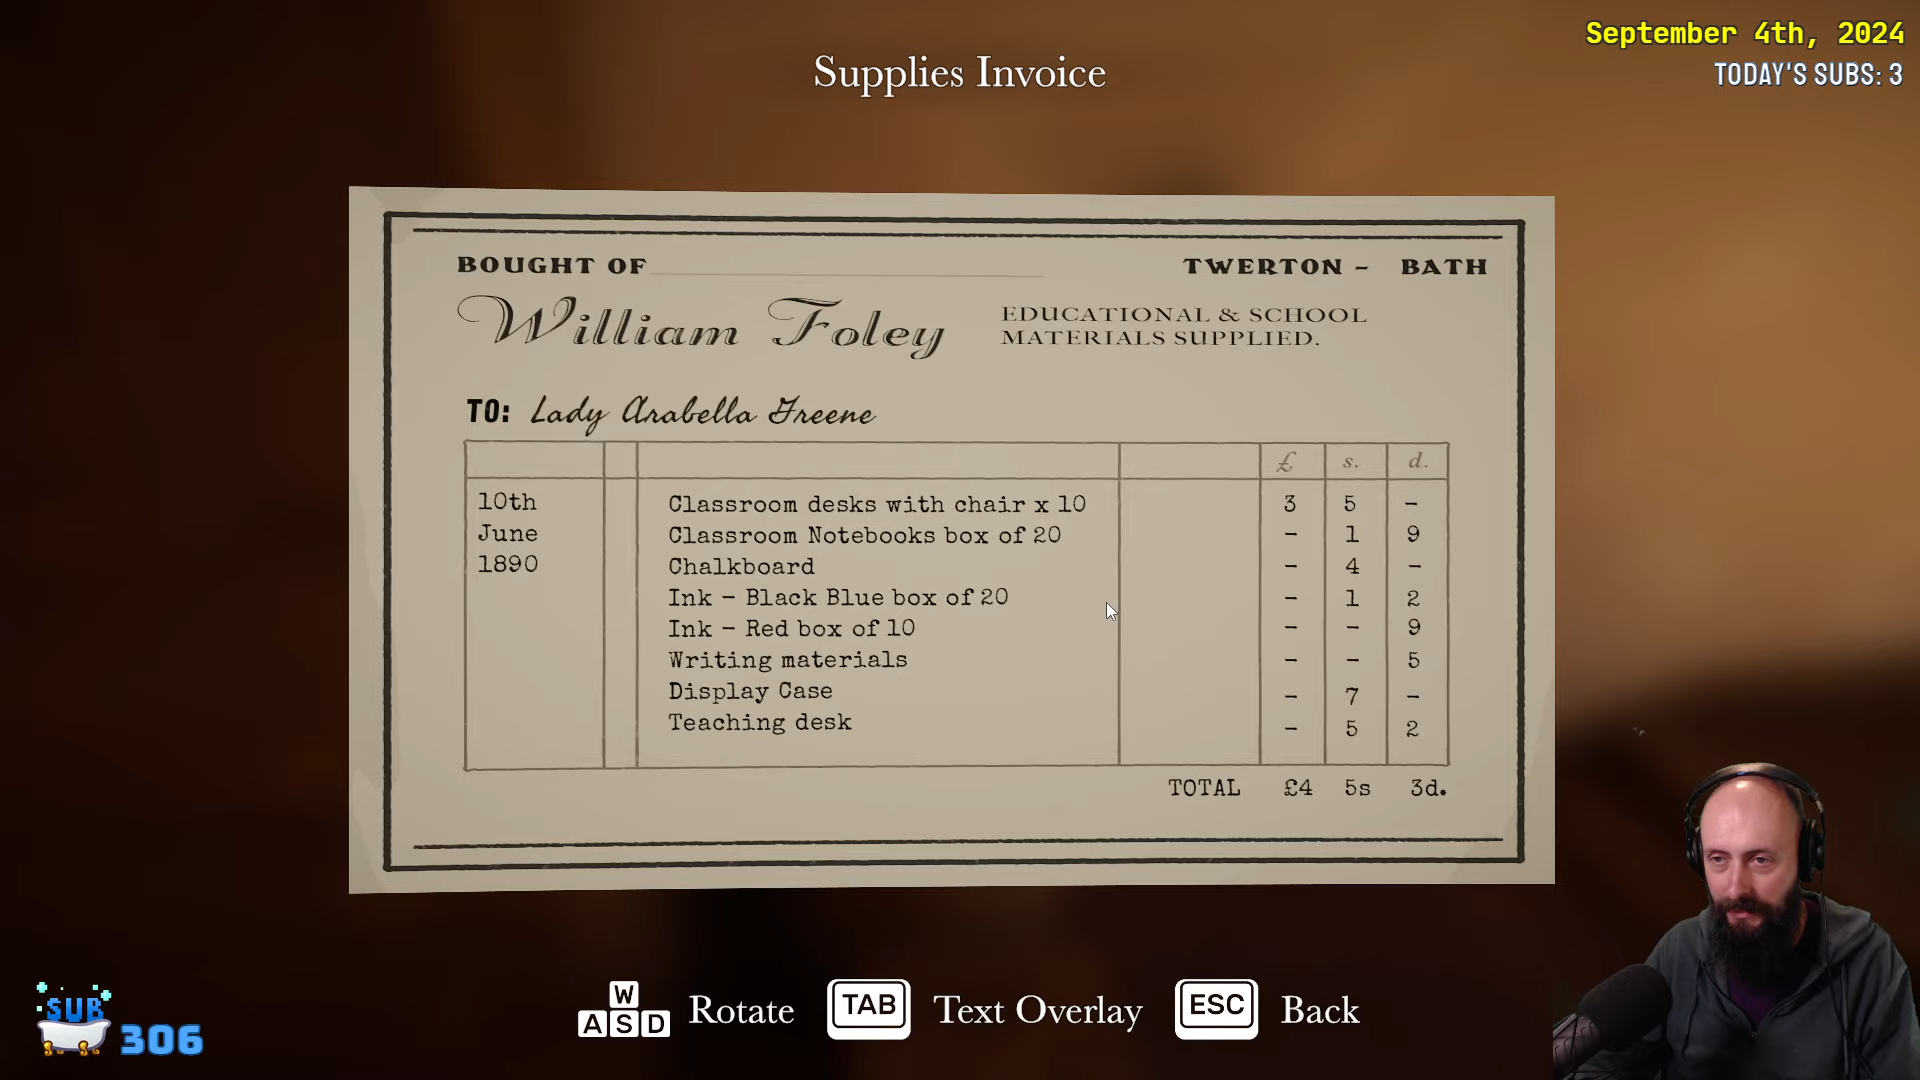 September 4th, 2024
TODAY'S SUBS: 3
Supplies Invoice
BOUGHT OF TWERTON - BATH
William Foley EDUCATIONAL & SCHOOL
MATERIALS SUPPLIED.
TO: Lady Arabella Greene
£ s. d.
10th Classroom desks with chair x 10 3 5 -
June Classroom Notebooks box of 20 - 1 9
1890 Chalkboard - 4 -
Ink - Black Blue box of 20 - 1 2
Ink - Red box of 10 - - 9
Writing materials - - 5
Display Case - 7 -
Teaching desk - 5 2
TOTAL £4 5s 3d.
SUB 306
W
A S D Rotate TAB Text Overlay ESC Back